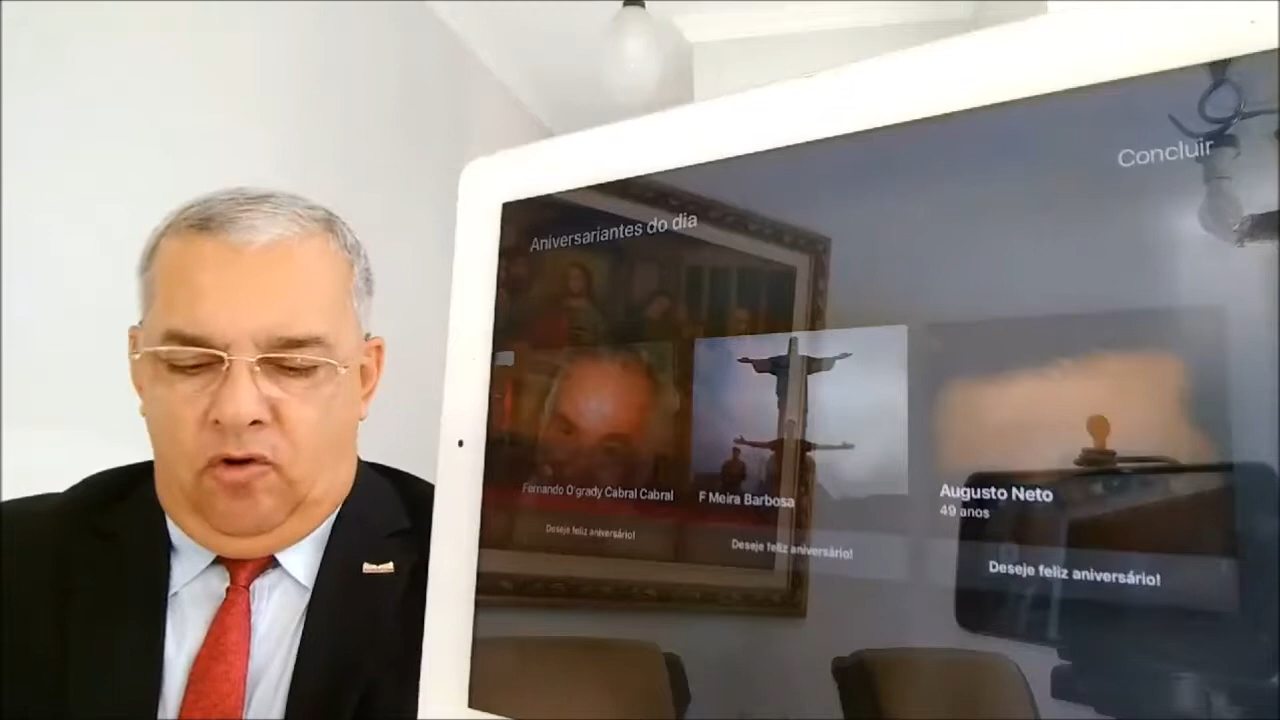 Concluir
Aniversariantes do dia
Fernando O'grady Cabral Cabral
Deseje feliz aniversário!
F Meira Barbosa
Deseje feliz aniversário!
Augusto Neto
49 anos
Deseje feliz aniversário!